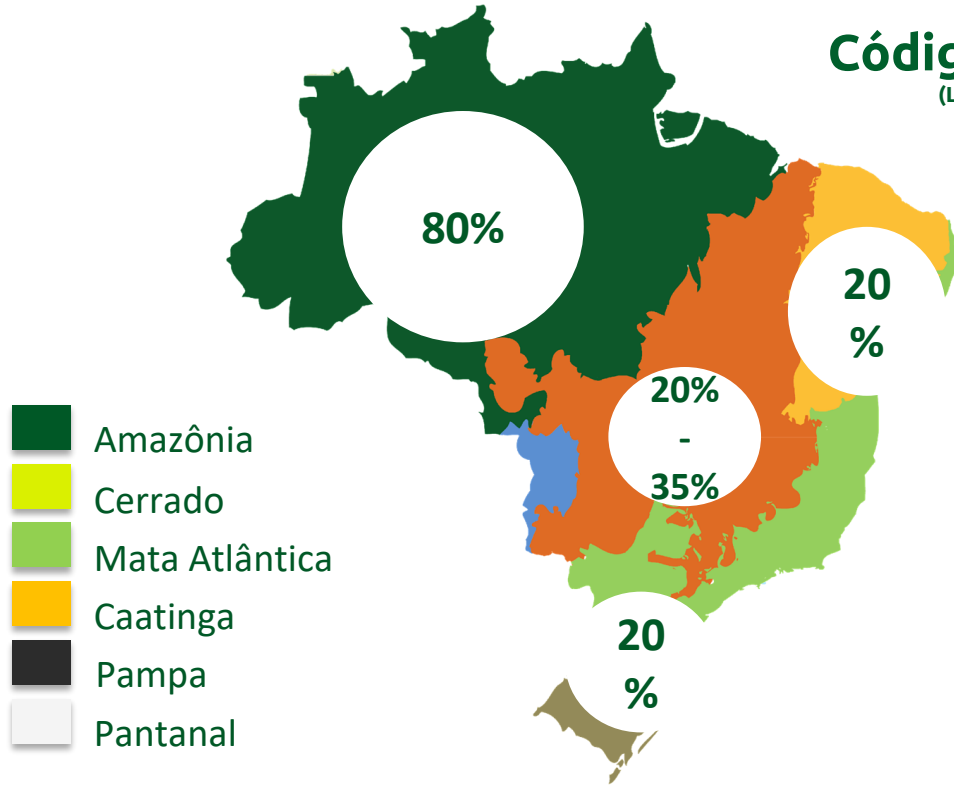 Códig
(L
80%
20
%
20%
-
35%
20
%
Amazônia
Cerrado
Mata Atlântica
Caatinga
Pampa
Pantanal